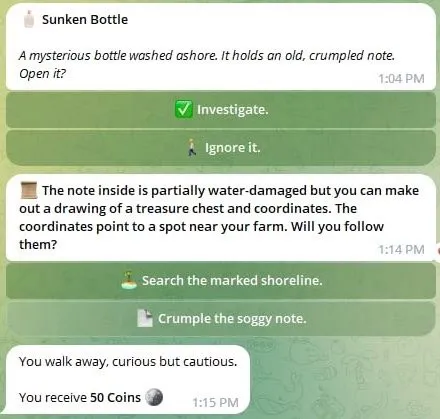 Sunken Bottle
A mysterious bottle washed ashore. It holds an old, crumpled note.
Open it?
1:04 PM
Investigate.
Ignore it.
The note inside is partially water-damaged but you can make
out a drawing of a treasure chest and coordinates. The
coordinates point to a spot near your farm. Will you follow
them?
1:14 PM
Search the marked shoreline.
Crumple the soggy note.
You walk away, curious but cautious.
You receive 50 Coins
1:15 PM